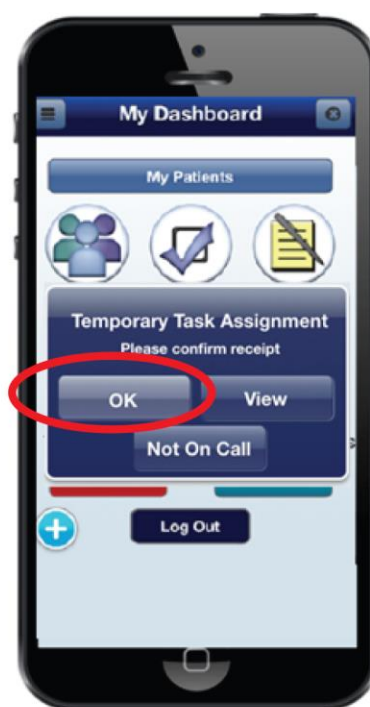 My Dashboard
My Patients
Temporary Task Assignment
Please confirm receipt
OK
View
Not On Call
Log Out